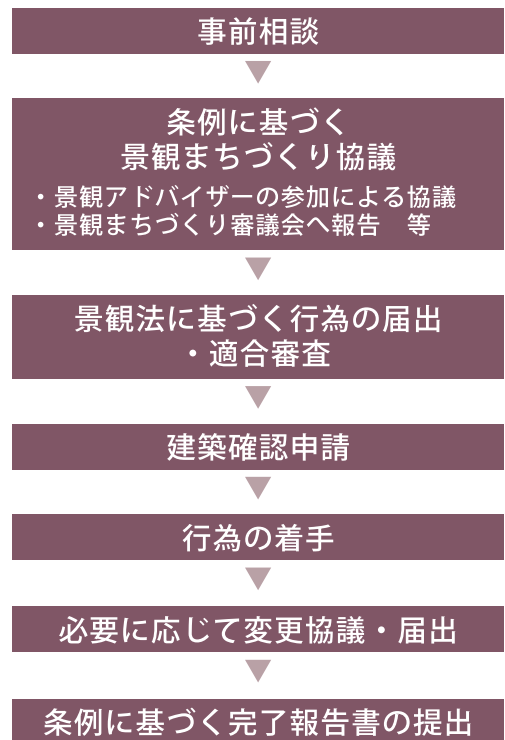 事前相談
条例に基づく
景観まちづくり協議
・景観アドバイザーの参加による協議
・景観まちづくり審議会へ報告　等
景観法に基づく行為の届出
・適合審査
建築確認申請
行為の着手
必要に応じて変更協議・届出
条例に基づく完了報告書の提出